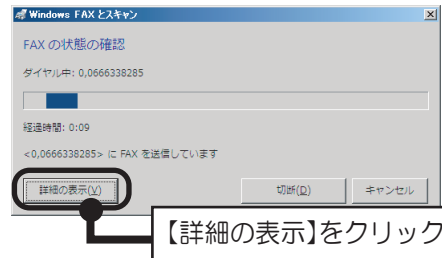 Windows FAX とスキャン
FAX の状態の確認
ダイヤル中: 0,0666338285
経過時間: 0:09
<0,0666338285> に FAX を送信しています
詳細の表示(V)
切断(D)
キャンセル
【詳細の表示】をクリック